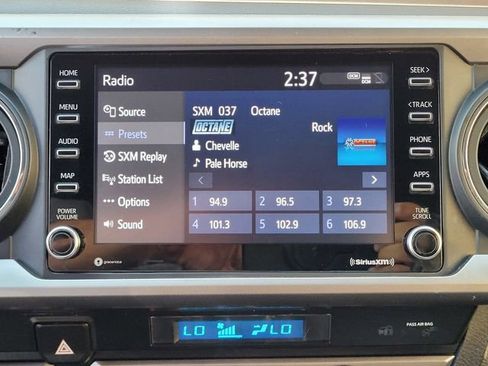 Radio 2:37
HOME
MENU
AUDIO
MAP
POWER
VOLUME
Source
Presets
SXM Replay
Station List
Options
Sound
SXM 037 Octane
OCTANE
Rock
Chevelle
Pale Horse
1 94.9 2 96.5 3 97.3
4 101.3 5 102.9 6 106.9
SEEK >
< TRACK
PHONE
APPS
TUNE
SCROLL
gracenote
SiriusXM
LO LO
PASS AIR BAG